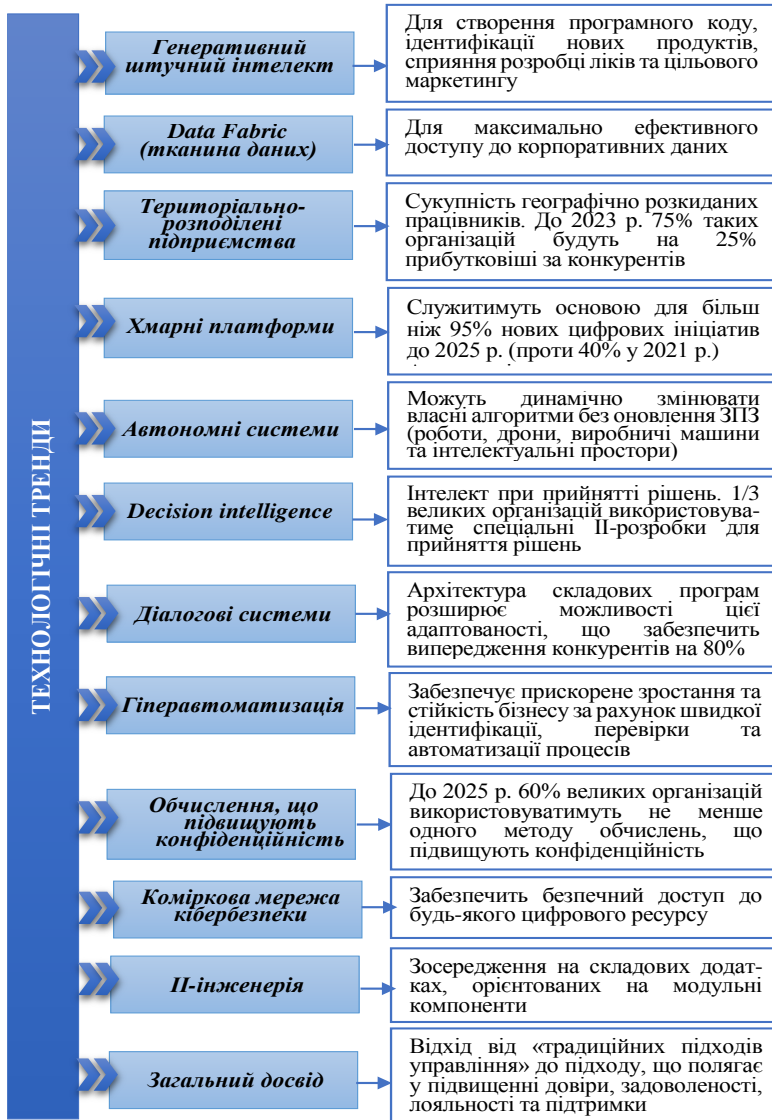 ТЕХНОЛОГІЧНІ ТРЕНДИ
Генеративний
штучний інтелект
Для створення програмного коду,
ідентифікації нових продуктів,
сприяння розробці ліків та цільового
маркетингу
Data Fabric
(тканина даних)
Для максимально ефективного
доступу до корпоративних даних
Територіально-
розподілені
підприємства
Сукупність географічно розкиданих
працівників. До 2023 р. 75% таких
організацій будуть на 25%
прибутковіші за конкурентів
Хмарні платформи
Служитимуть основою для більш
ніж 95% нових цифрових ініціатив
до 2025 р. (проти 40% у 2021 р.)
Автономні системи
Можуть динамічно змінювати
власні алгоритми без оновлення ЗПЗ
(роботи, дрони, виробничі машини
та інтелектуальні простори)
Decision intelligence
Інтелект при прийнятті рішень. 1/3
великих організацій використовува-
тиме спеціальні ІІ-розробки для
прийняття рішень
Діалогові системи
Архітектура складових програм
розширює можливості цієї
адаптованості, що забезпечить
випередження конкурентів на 80%
Гіперавтоматизація
Забезпечує прискорене зростання та
стійкість бізнесу за рахунок швидкої
ідентифікації, перевірки та
автоматизації процесів
Обчислення, що
підвищують
конфіденційність
До 2025 р. 60% великих організацій
використовуватимуть не менше
одного методу обчислень, що
підвищують конфіденційність
Коміркова мережа
кібербезпеки
Забезпечить безпечний доступ до
будь-якого цифрового ресурсу
ІІ-інженерія
Зосередження на складових додат-
ках, орієнтованих на модульні
компоненти
Загальний досвід
Відхід від «традиційних підходів
управління» до підходу, що полягає
у підвищенні довіри, задоволеності,
лояльності та підтримки